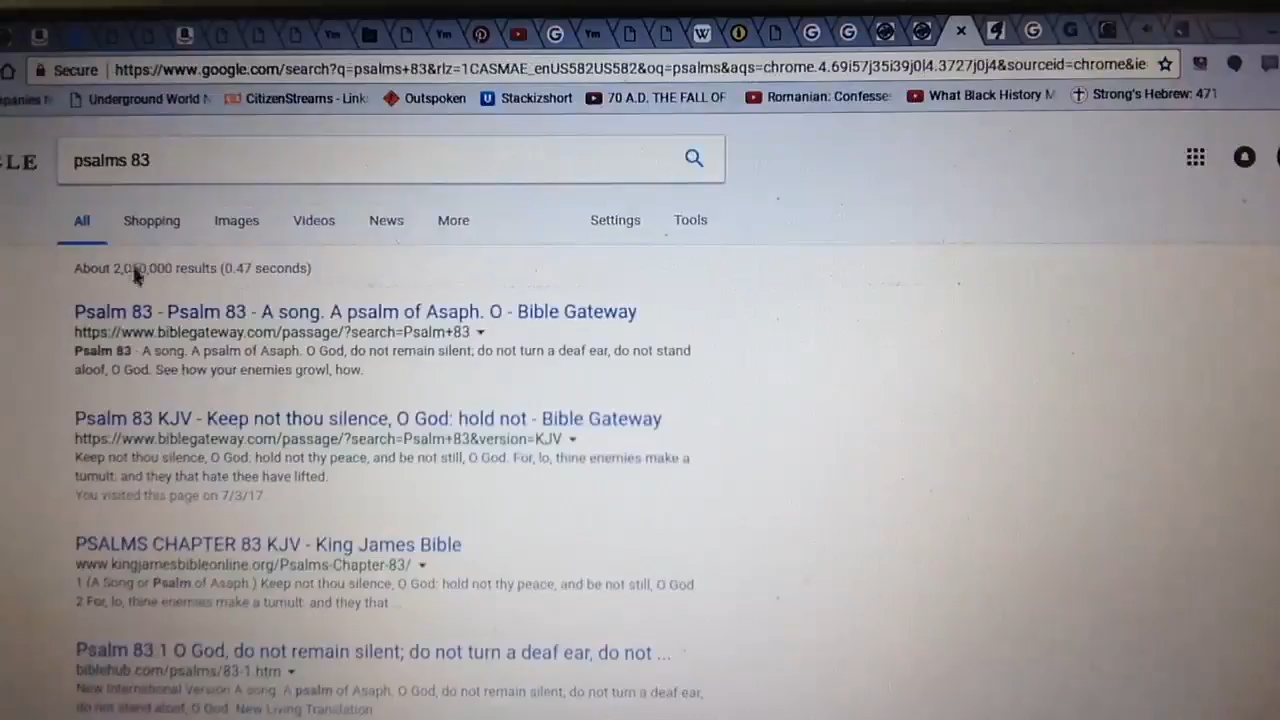 Ym
Ym
Ym
W
G
Secure https://www.google.com/search?q=psalms+83&rlz=1CASMAE_enUS582US582&oq=psalms&aqs=chrome.4.69i57j35i39j0l4.3727j0j4&sourceid=chrome&ie
Underground World N CitizenStreams - Link: Outspoken Stackizshort 70 A.D. THE FALL OF Romanian: Confesse: What Black History M Strong's Hebrew: 471
LE psalms 83
All Shopping Images Videos News More Settings Tools
results (0.47 seconds)
Psalm 83 - Psalm 83 - A song. A psalm of Asaph. O - Bible Gateway
https://www.biblegateway.com/passage/?search=Psalm+83
Psalm 83 - A song. A psalm of Asaph. O God, do not remain silent; do not turn a deaf ear, do not stand
aloof, O God. See how your enemies growl, how.
Psalm 83 KJV - Keep not thou silence, O God: hold not - Bible Gateway
https://www.biblegateway.com/passage/?search=Psalm+83&version=KJV
Keep not thou silence, O God: hold not thy peace, and be not still, O God. For, lo, thine enemies make a
tumult: and they that hate thee have lifted.
You visited this page on 7/3/17
PSALMS CHAPTER 83 KJV - King James Bible
www.kingjamesbibleonline.org/Psalms-Chapter-83/
1 (A Song or Psalm of Asaph.) Keep not thou silence, O God: hold not thy peace, and be not still, O God
2 For, lo, thine enemies make a tumult: and they that ...
Psalm 83 1 O God, do not remain silent; do not turn a deaf ear, do not ...
biblehub.com/psalms/83-1.htm
New International Version A song. A psalm of Asaph. O God, do not remain silent; do not turn a deaf ear,
do not stand aloof, O God. New Living Translation